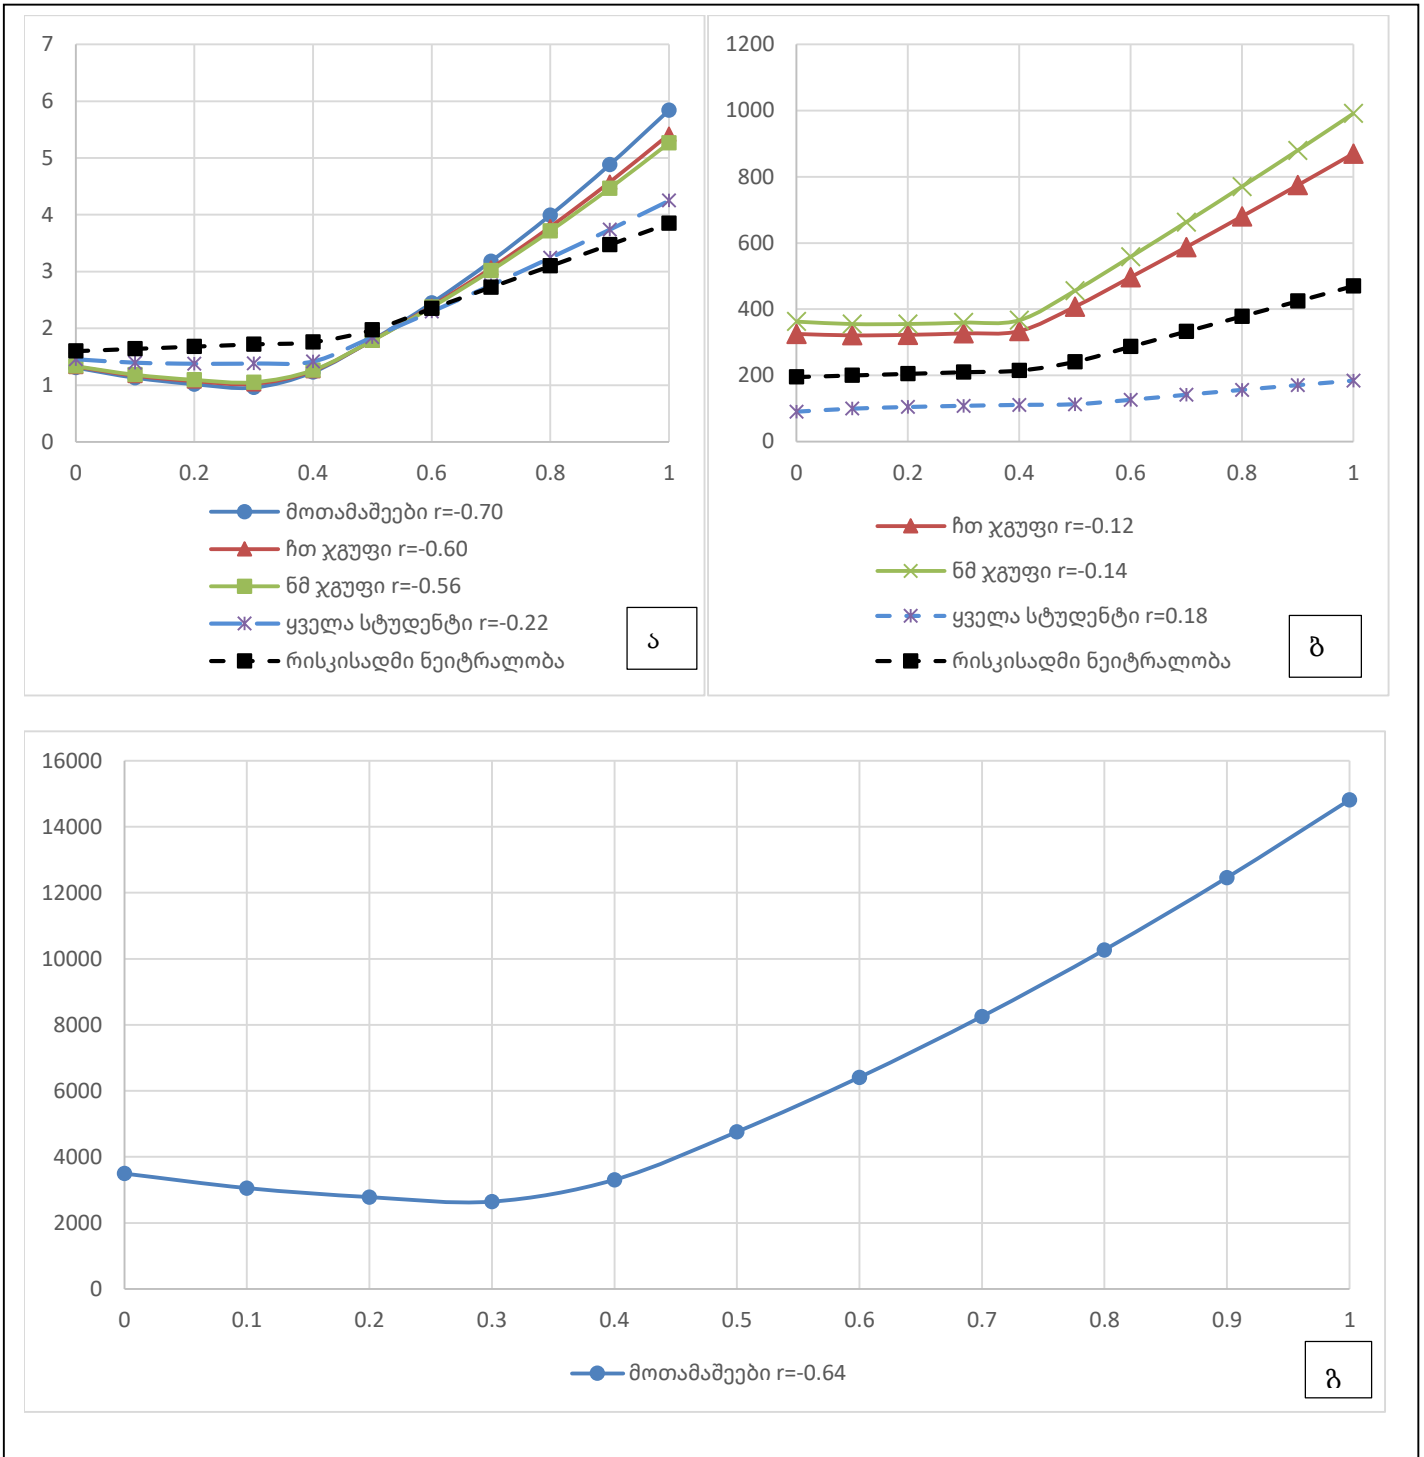 7
6
5
4
3
2
1
0
0 0.2 0.4 0.6 0.8 1
მოთამაშეები r=-0.70
ჩთ ჯგუფი r=-0.60
ნმ ჯგუფი r=-0.56
ყველა სტუდენტი r=-0.22
რისკისადმი ნეიტრალობა
ა
1200
1000
800
600
400
200
0
0 0.2 0.4 0.6 0.8 1
ჩთ ჯგუფი r=-0.12
ნმ ჯგუფი r=-0.14
ყველა სტუდენტი r=0.18
რისკისადმი ნეიტრალობა
ბ
16000
14000
12000
10000
8000
6000
4000
2000
0
0 0.1 0.2 0.3 0.4 0.5 0.6 0.7 0.8 0.9 1
მოთამაშეები r=-0.64
გ